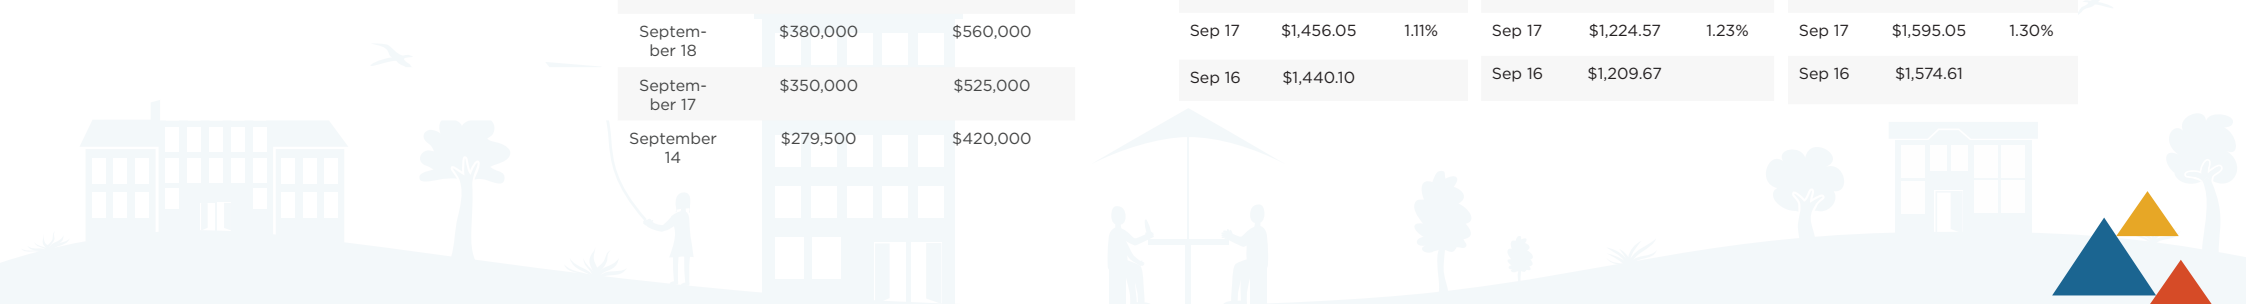 Septem-
ber 18 $380,000 $560,000
Septem-
ber 17 $350,000 $525,000
September
14 $279,500 $420,000
Sep 17 $1,456.05 1.11%
Sep 16 $1,440.10
Sep 17 $1,224.57 1.23%
Sep 16 $1,209.67
Sep 17 $1,595.05 1.30%
Sep 16 $1,574.61